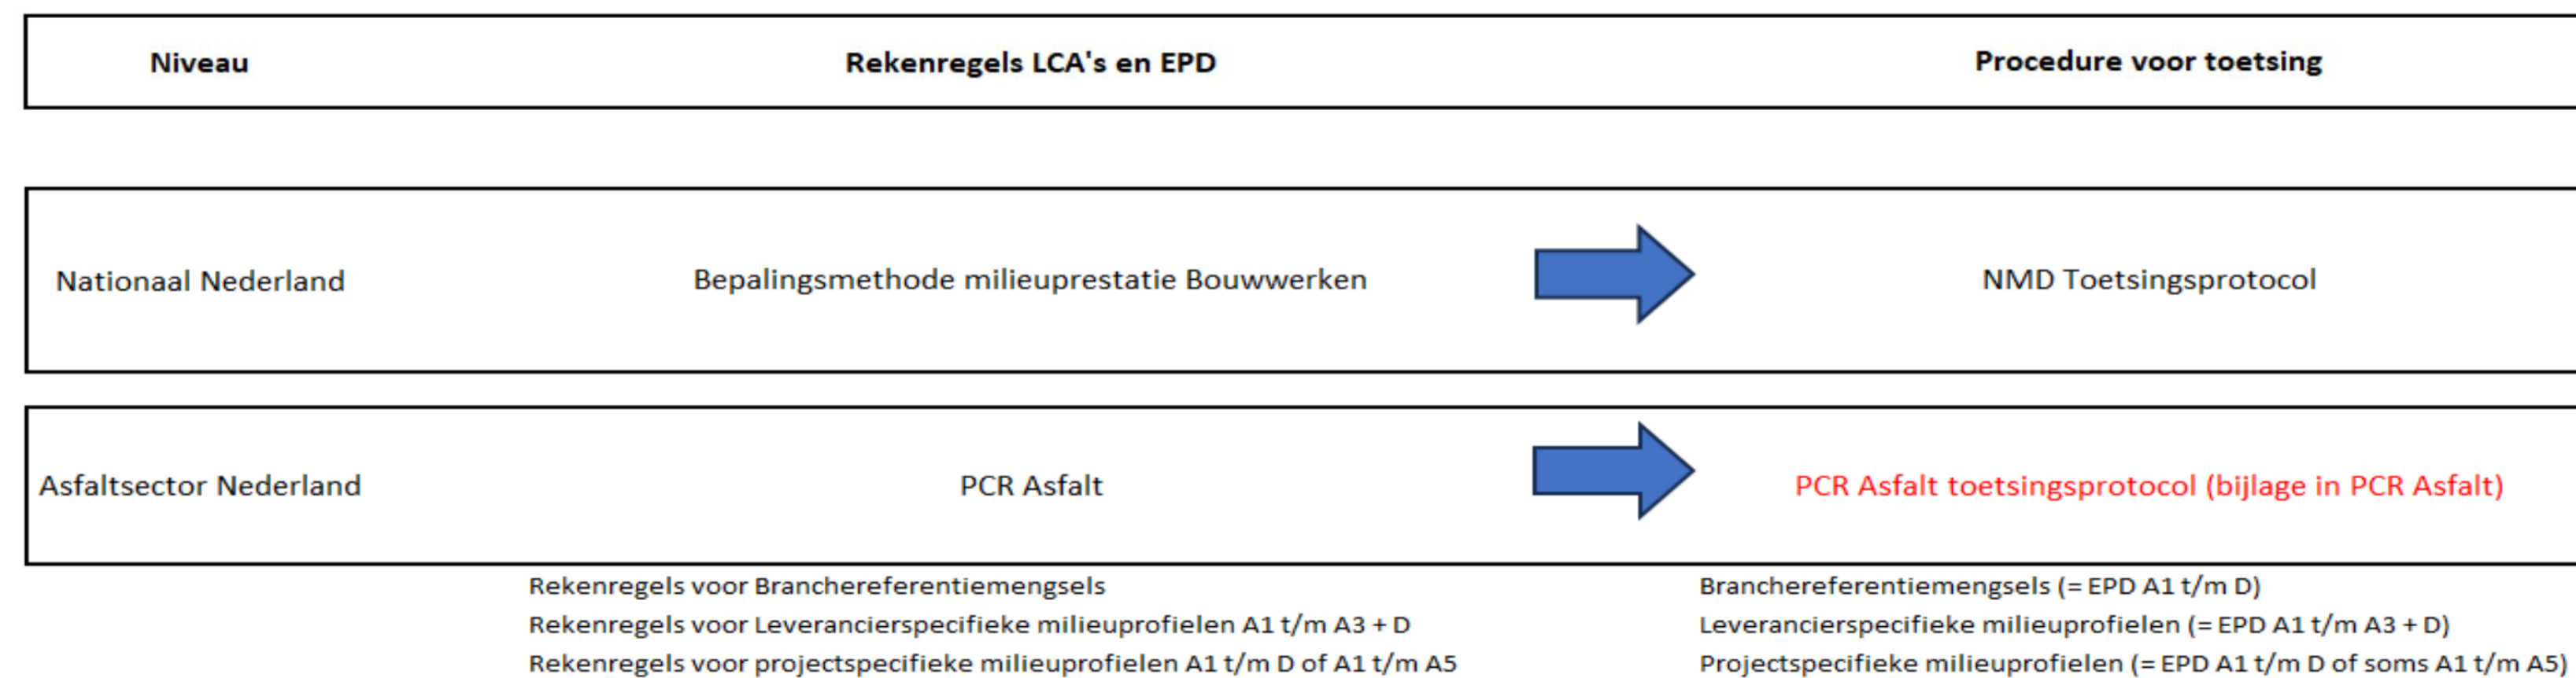 Niveau Rekenregels LCA's en EPD Procedure voor toetsing
Nationaal Nederland Bepalingsmethode milieuprestatie Bouwwerken NMD Toetsingsprotocol
Asfaltsector Nederland PCR Asfalt PCR Asfalt toetsingsprotocol (bijlage in PCR Asfalt)
Rekenregels voor Branchereferentiemengsels Branchereferentiemengsels (= EPD A1 t/m D)
Rekenregels voor Leverancierspecifieke milieuprofielen A1 t/m A3 + D Leverancierspecifieke milieuprofielen (= EPD A1 t/m A3 + D)
Rekenregels voor projectspecifieke milieuprofielen A1 t/m D of A1 t/m A5 Projectspecifieke milieuprofielen (= EPD A1 t/m D of soms A1 t/m A5)